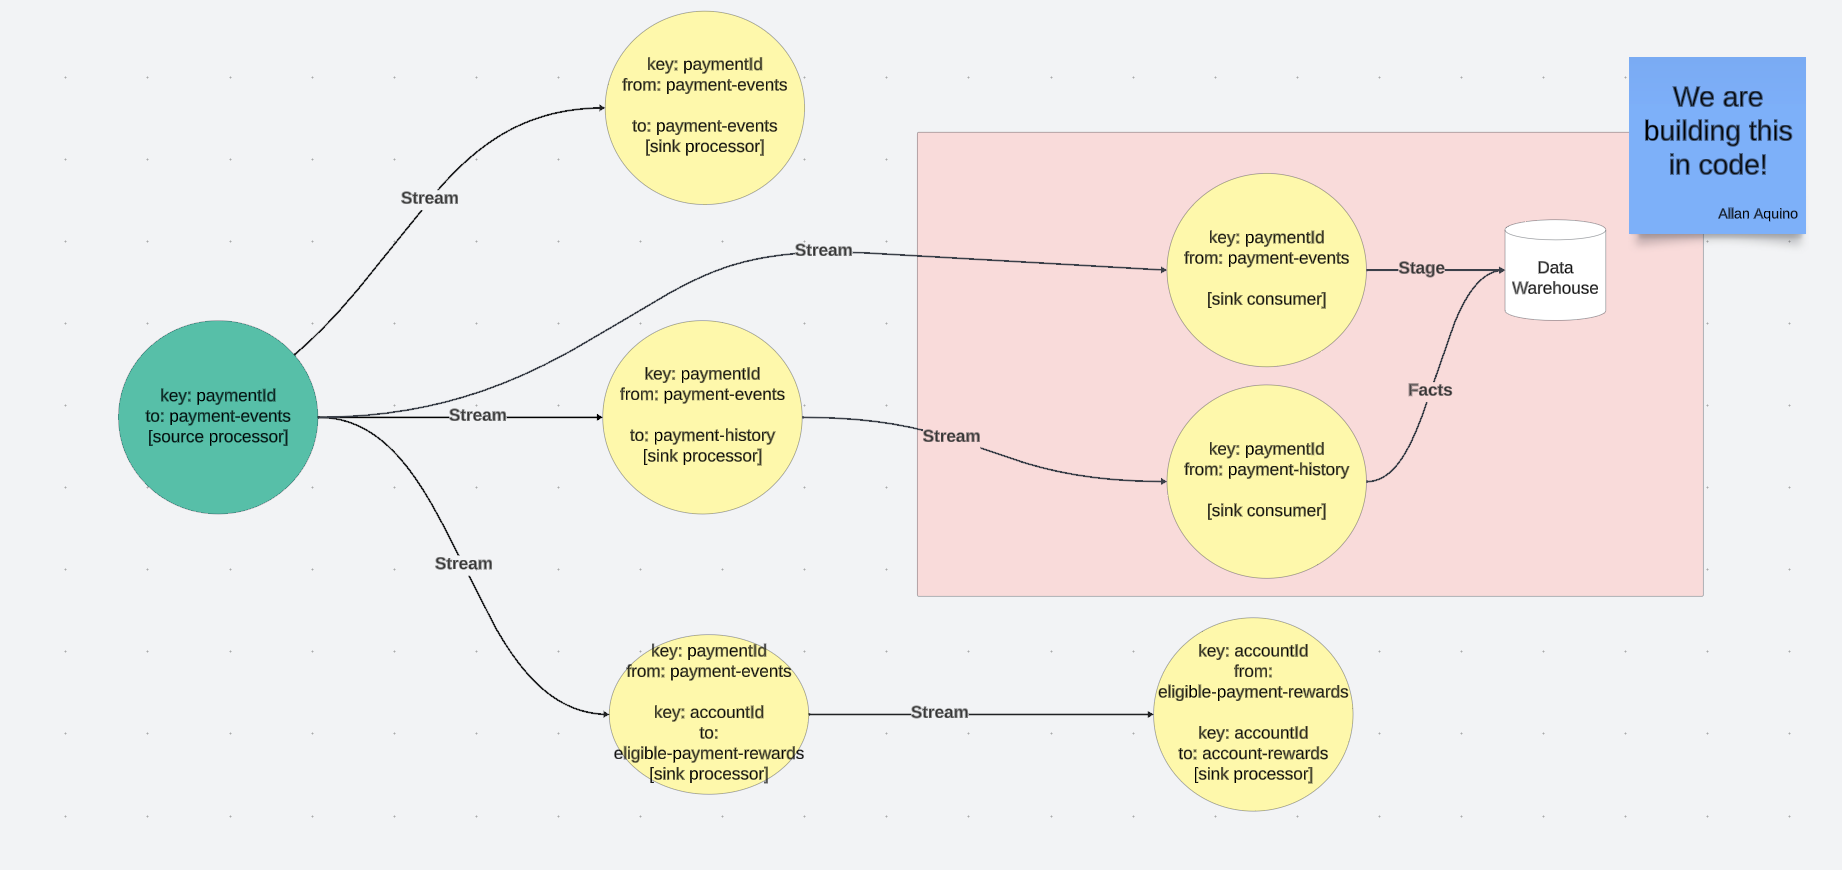 key: paymentId
from: payment-events
to: payment-events
[sink processor]
We are
building this
in code!
Allan Aquino
Stream
Stream
key: paymentId
from: payment-events
[sink consumer]
Stage
Data
Warehouse
key: paymentId
to: payment-events
[source processor]
Stream
key: paymentId
from: payment-events
to: payment-history
[sink processor]
Stream
key: paymentId
from: payment-history
[sink consumer]
Facts
Stream
key: paymentId
from: payment-events
key: accountId
to:
eligible-payment-rewards
[sink processor]
Stream
key: accountId
from:
eligible-payment-rewards
key: accountId
to: account-rewards
[sink processor]